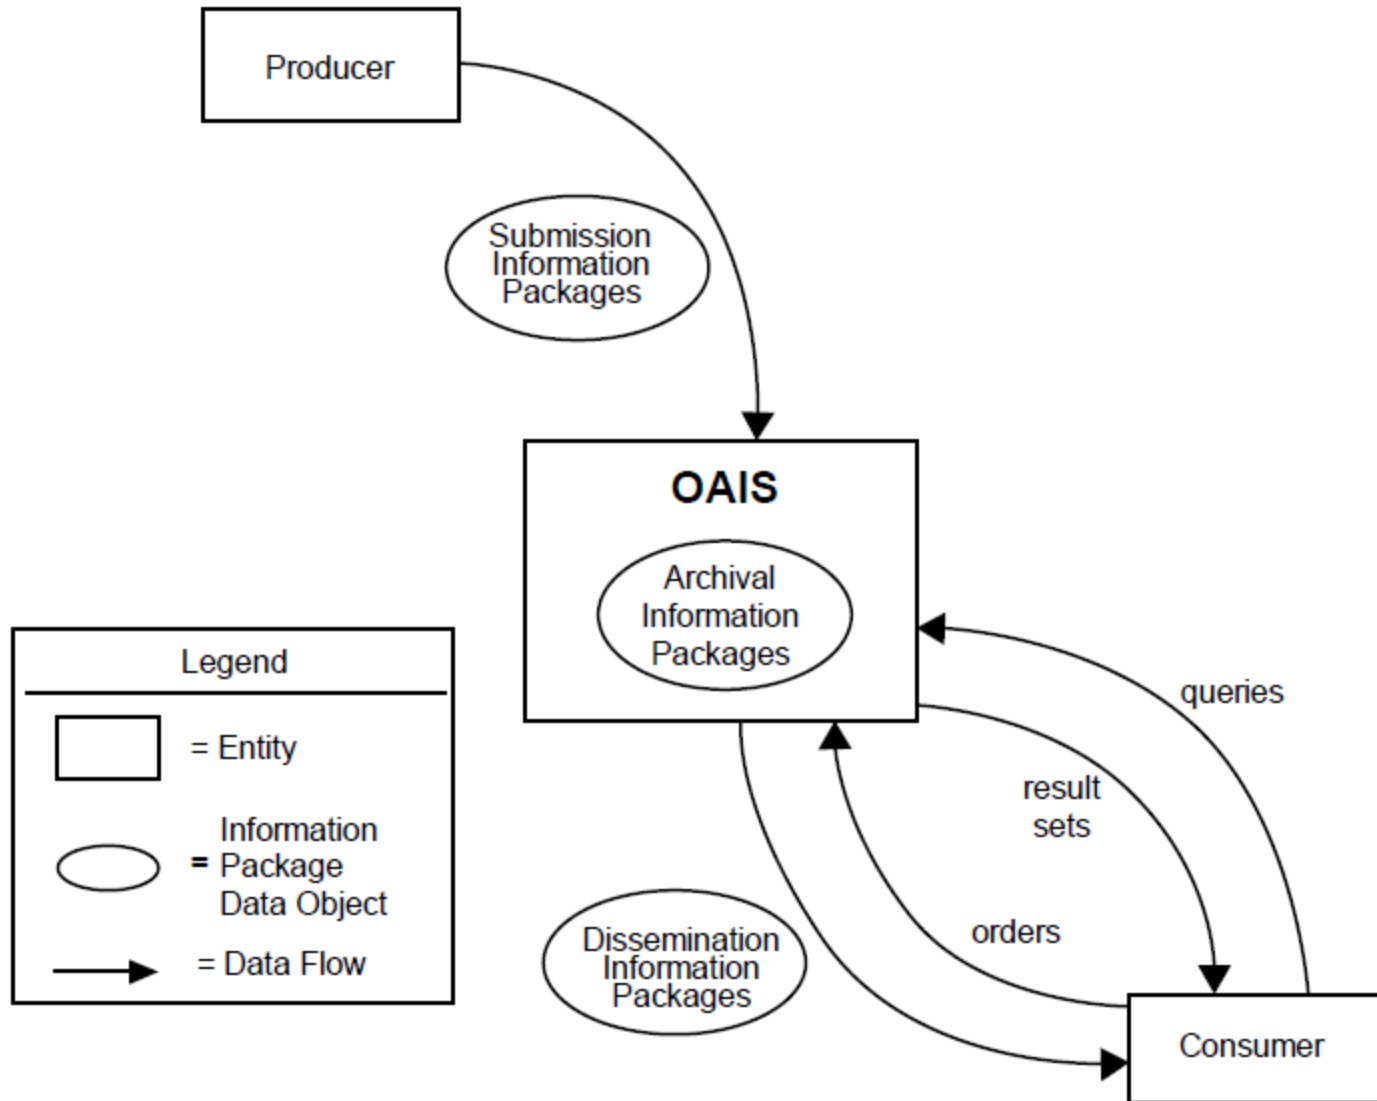 Producer
Submission
Information
Packages
OAIS
Archival
Information
Packages
queries
result
sets
orders
Dissemination
Information
Packages
Consumer
Legend
= Entity
Information
= Package
Data Object
= Data Flow